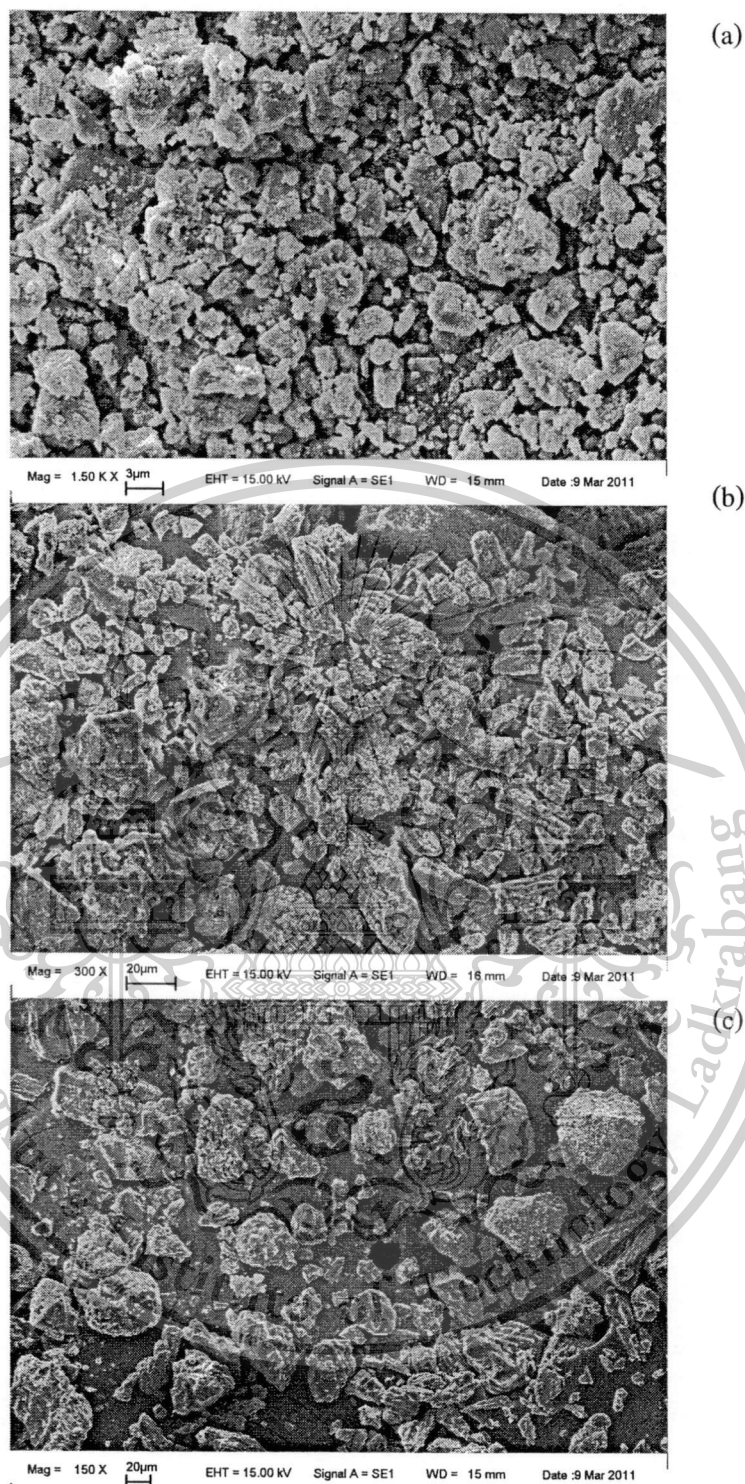 (a)
Mag = 1.50 K X 3µm EHT = 15.00 kV Signal A = SE1 WD = 15 mm Date :9 Mar 2011
(b)
Mag = 300 X 20µm EHT = 15.00 kV Signal A = SE1 WD = 16 mm Date :9 Mar 2011
(c)
Mag = 150 X 20µm EHT = 15.00 kV Signal A = SE1 WD = 15 mm Date :9 Mar 2011
Technology Ladkrabang